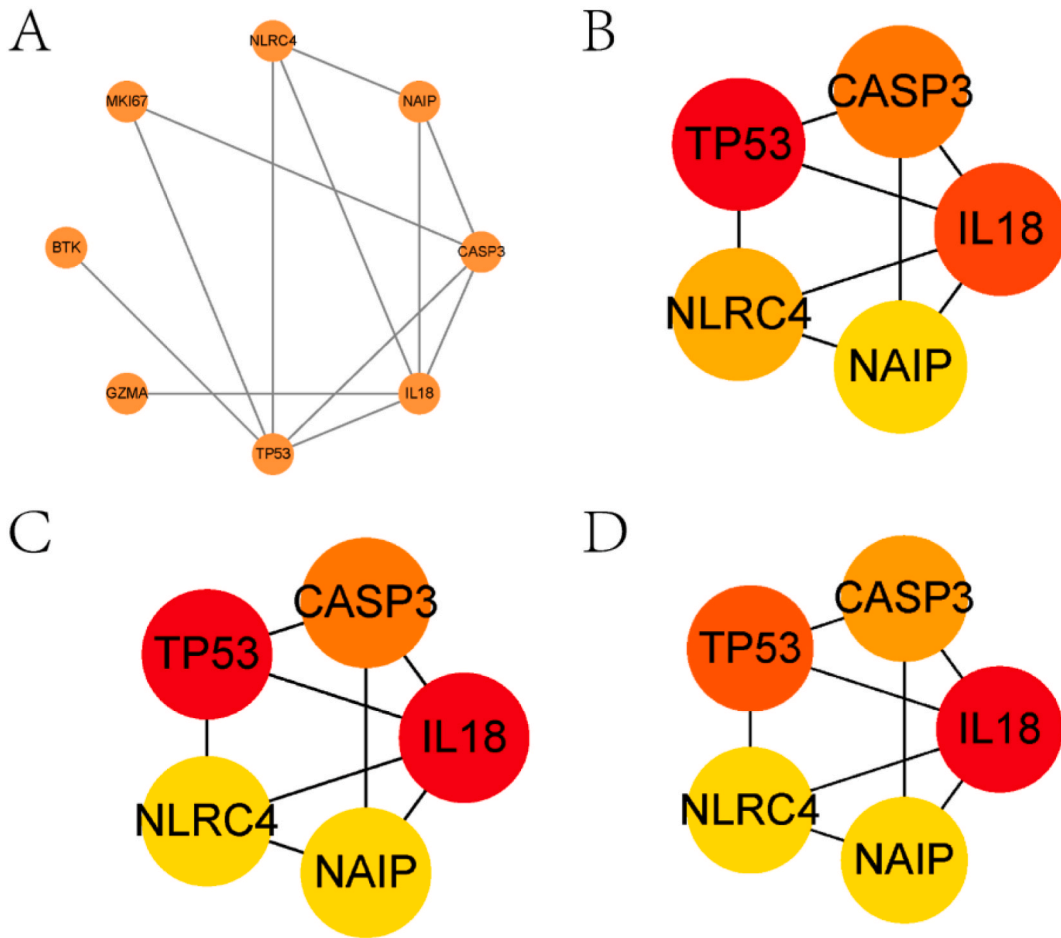 A
NLRC4
MKI67
NAIP
BTK
CASP3
GZMA
IL18
TP53
B
CASP3
TP53
IL18
NLRC4
NAIP
C
CASP3
TP53
IL18
NLRC4
NAIP
D
CASP3
TP53
IL18
NLRC4
NAIP